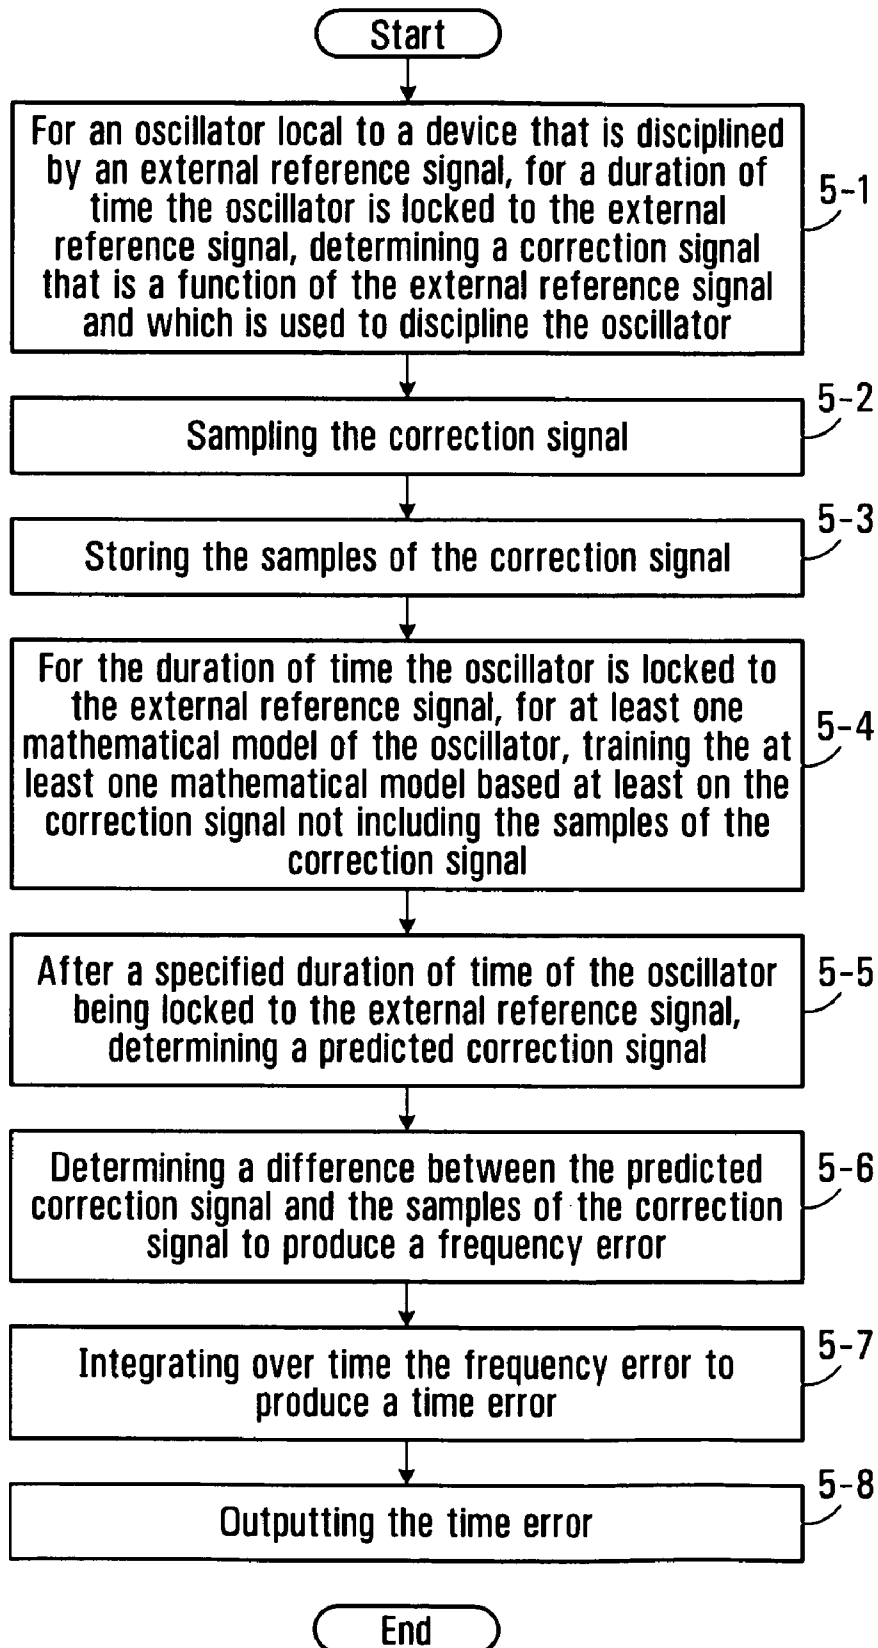 Start
For an oscillator local to a device that is disciplined
by an external reference signal, for a duration of
time the oscillator is locked to the external
reference signal, determining a correction signal
that is a function of the external reference signal
and which is used to discipline the oscillator
5-1
Sampling the correction signal
5-2
Storing the samples of the correction signal
5-3
For the duration of time the oscillator is locked to
the external reference signal, for at least one
mathematical model of the oscillator, training the at
least one mathematical model based at least on the
correction signal not including the samples of the
correction signal
5-4
After a specified duration of time of the oscillator
being locked to the external reference signal,
determining a predicted correction signal
5-5
Determining a difference between the predicted
correction signal and the samples of the correction
signal to produce a frequency error
5-6
Integrating over time the frequency error to
produce a time error
5-7
Outputting the time error
5-8
End